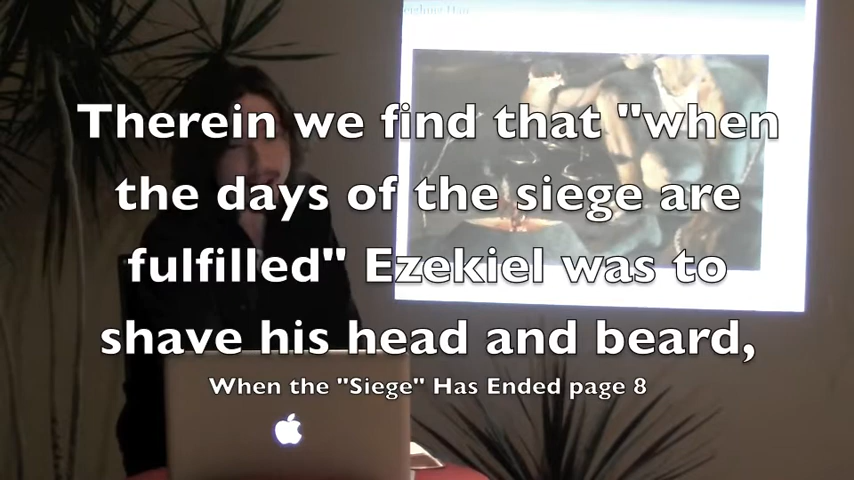 Therein we find that "when
the days of the siege are
fulfilled" Ezekiel was to
shave his head and beard,
When the "Siege" Has Ended page 8